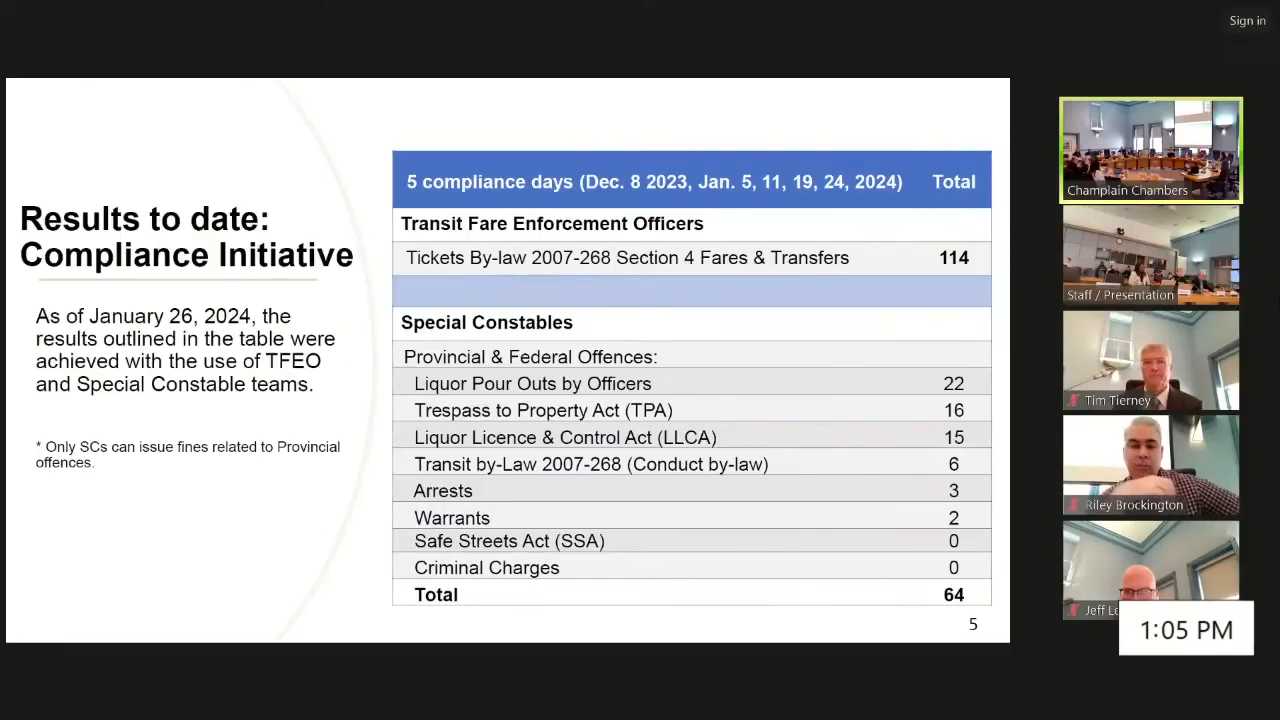 Sign in
Results to date:
Compliance Initiative
As of January 26, 2024, the
results outlined in the table were
achieved with the use of TFEO
and Special Constable teams.
* Only SCs can issue fines related to Provincial
offences.
5 compliance days (Dec. 8 2023, Jan. 5, 11, 19, 24, 2024) Total
Transit Fare Enforcement Officers
Tickets By-law 2007-268 Section 4 Fares & Transfers 114
Special Constables
Provincial & Federal Offences:
Liquor Pour Outs by Officers 22
Trespass to Property Act (TPA) 16
Liquor Licence & Control Act (LLCA) 15
Transit by-Law 2007-268 (Conduct by-law) 6
Arrests 3
Warrants 2
Safe Streets Act (SSA) 0
Criminal Charges 0
Total 64
5
Champlain Chambers
Staff / Presentation
Tim Tierney
Riley Brockington
Jeff
1:05 PM